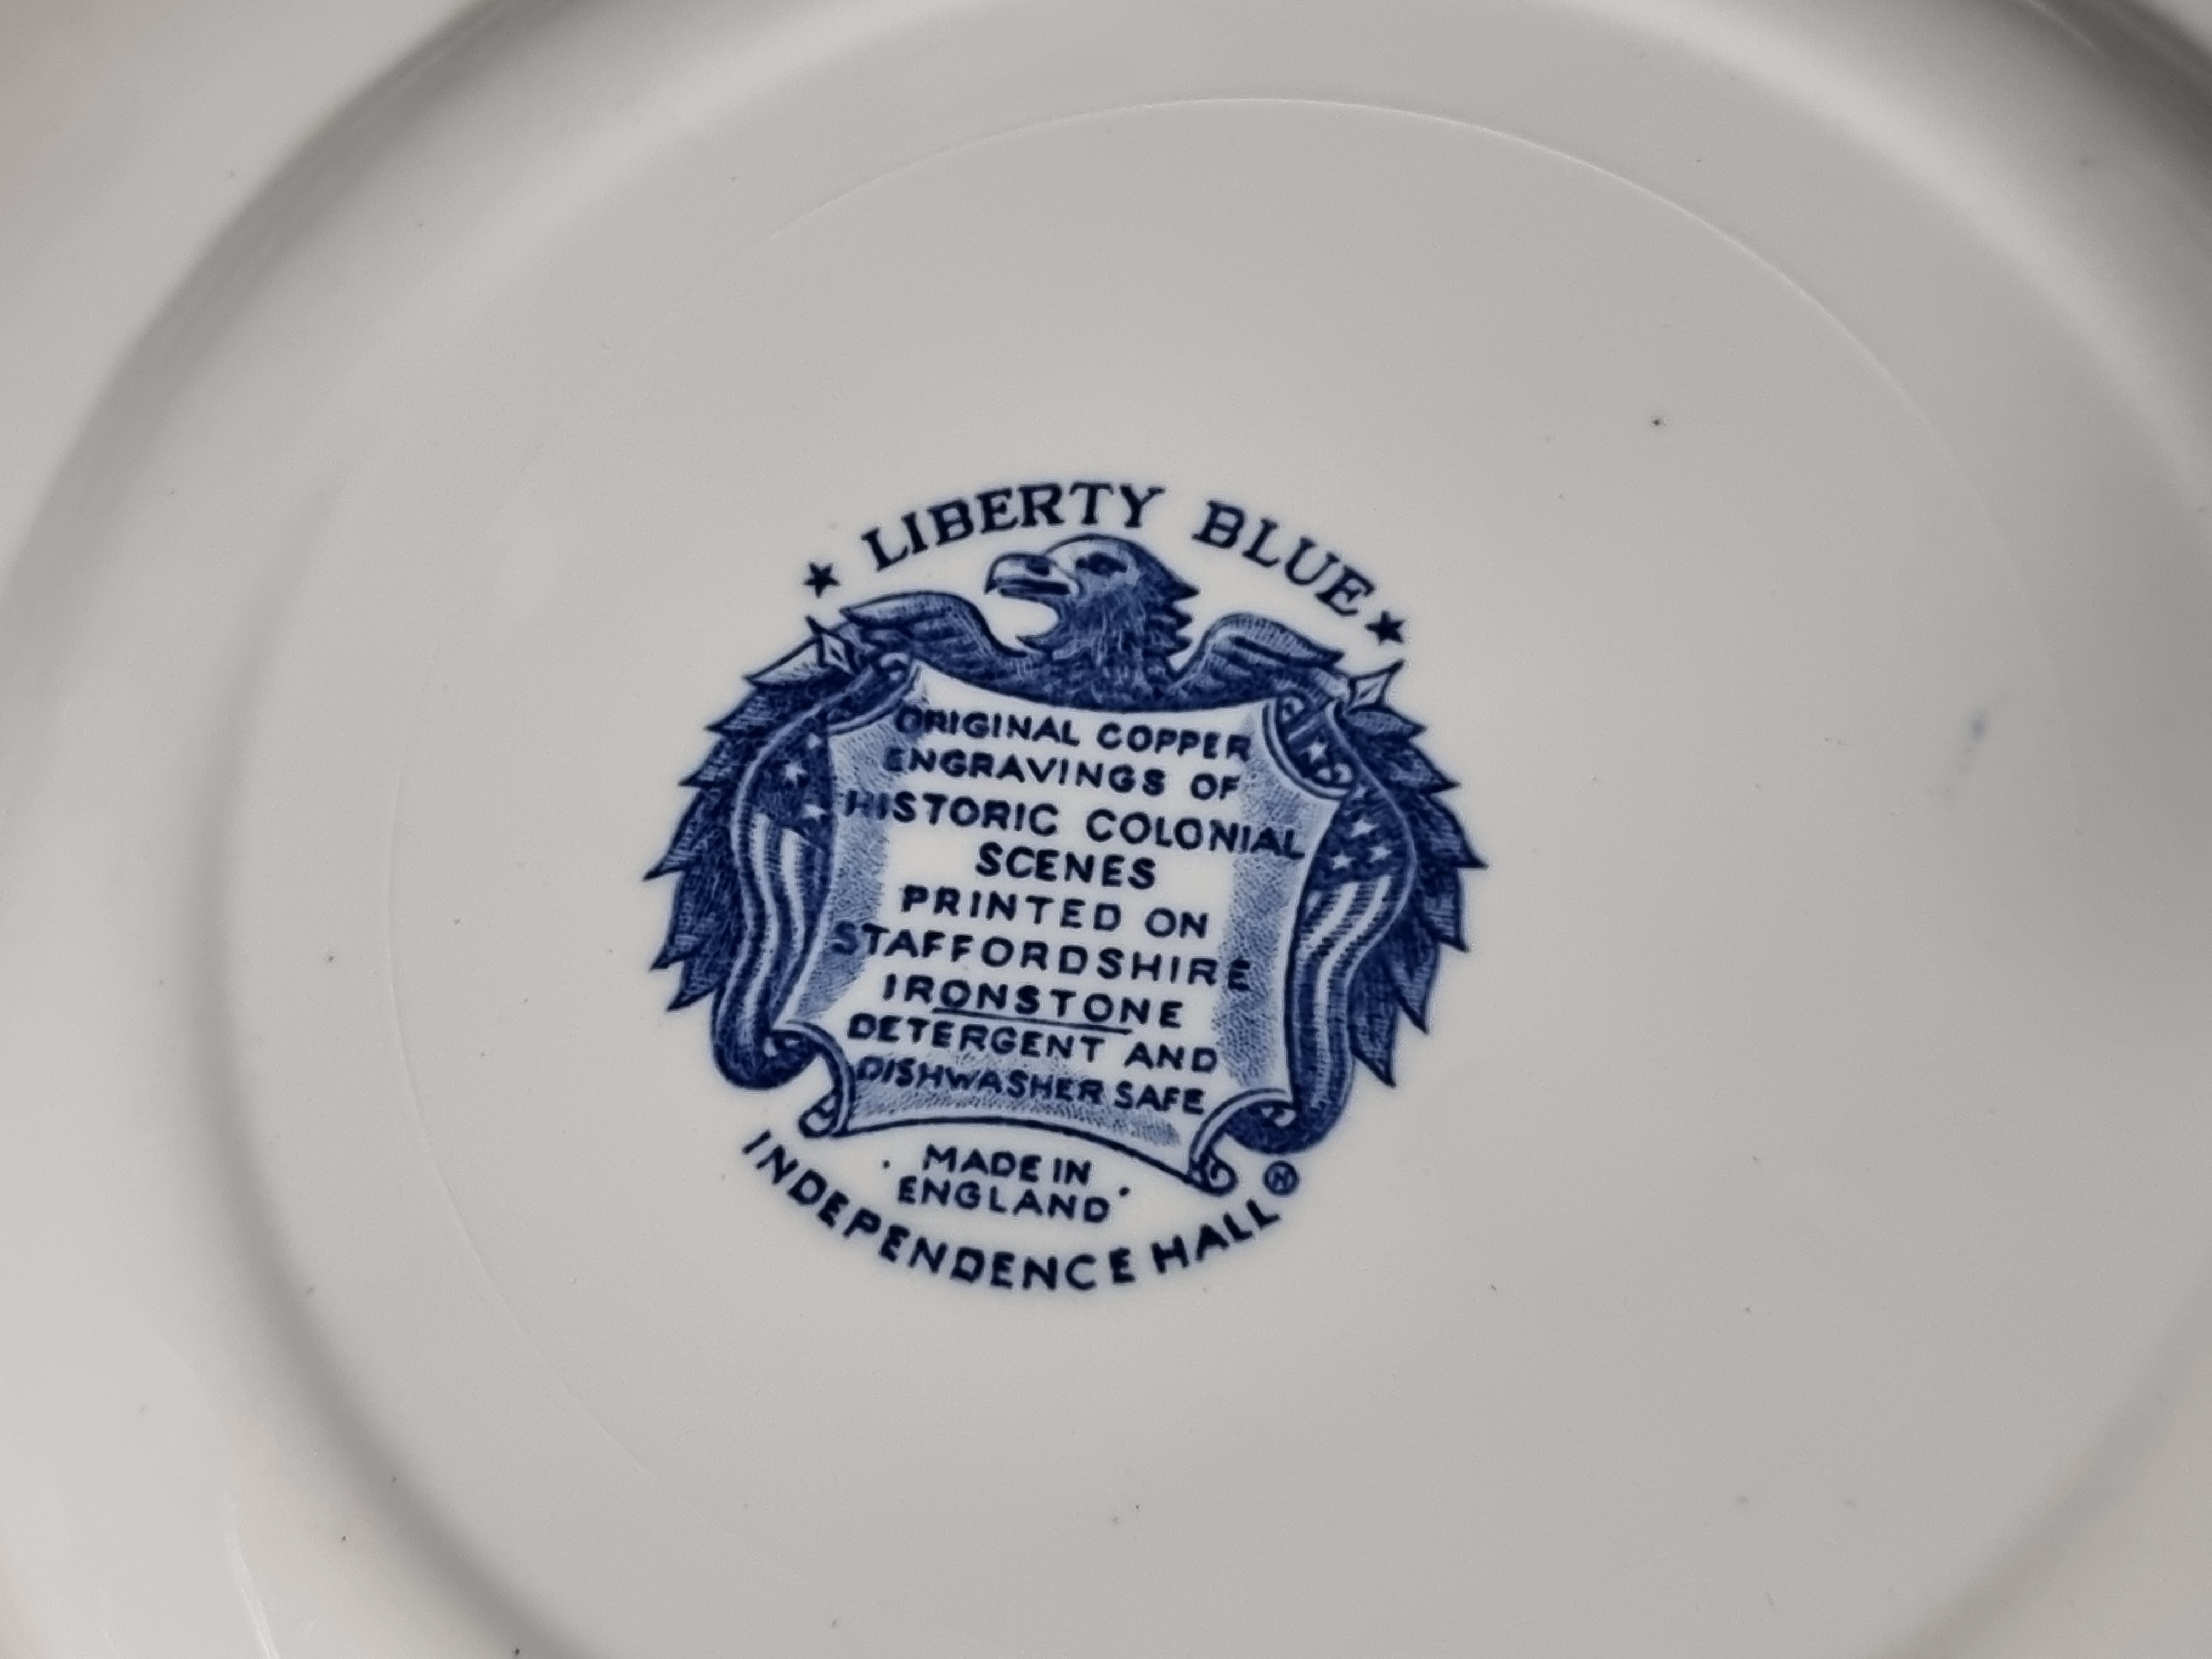 LIBERTY BLUE
ORIGINAL COPPER
ENGRAVINGS OF
HISTORIC COLONIAL
SCENES
PRINTED ON
STAFFORDSHIRE
IRONSTONE
DETERGENT AND
DISHWASHER SAFE
MADE IN
ENGLAND
INDEPENDENCE HALL®